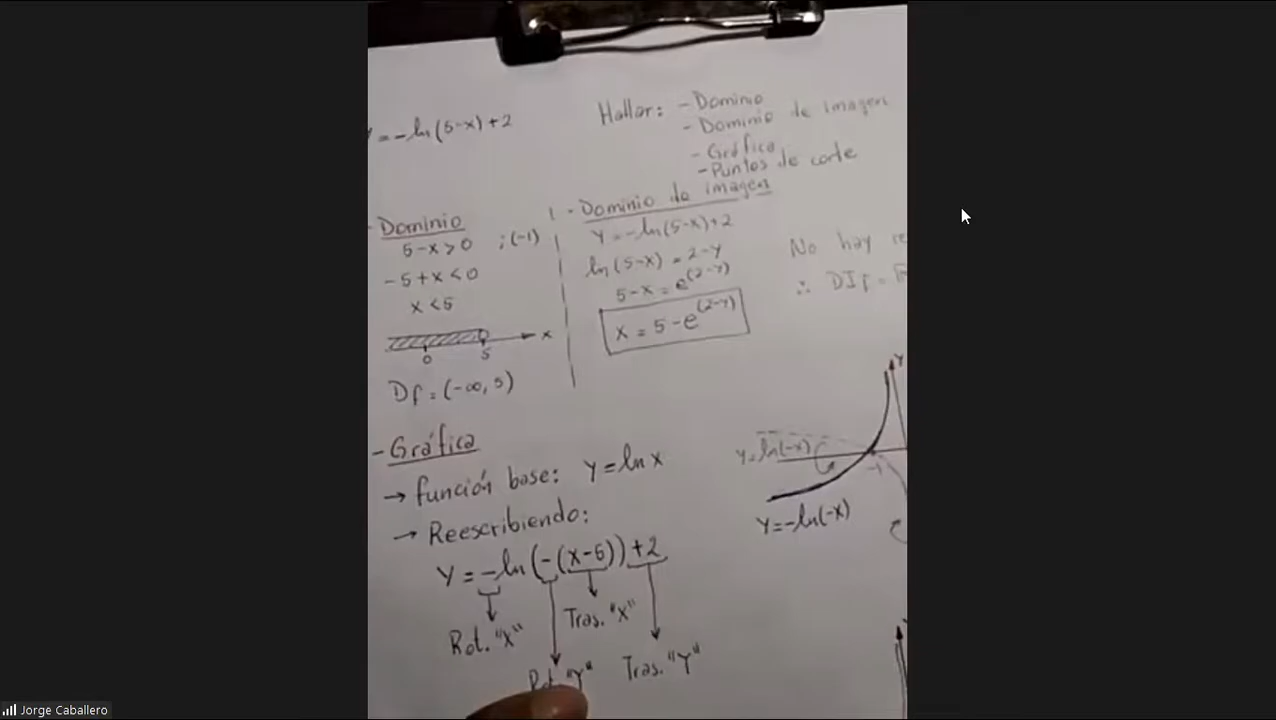 Y=-ln(5-x)+2
Hallar: -Dominio
-Dominio de imagen
-Gráfica
-Puntos de corte
-Dominio
5-x>0 ;(-1)
-5+x<0
x<5
x
0 5
Df=(-∞,5)
-Dominio de imagen
Y=-ln(5-x)+2
ln(5-x)=2-Y
5-x=e^(2-Y)
x=5-e^(2-Y)
No hay
∴ DIf=
-Gráfica
→ función base: Y=lnx
→ Reescribiendo:
Y=-ln(-(x-5))+2
Rot. "x"
Tras. "x"
Rot. "Y"
Tras. "Y"
Y
Y=ln(-x)
-1
Y=-ln(-x)
Jorge Caballero